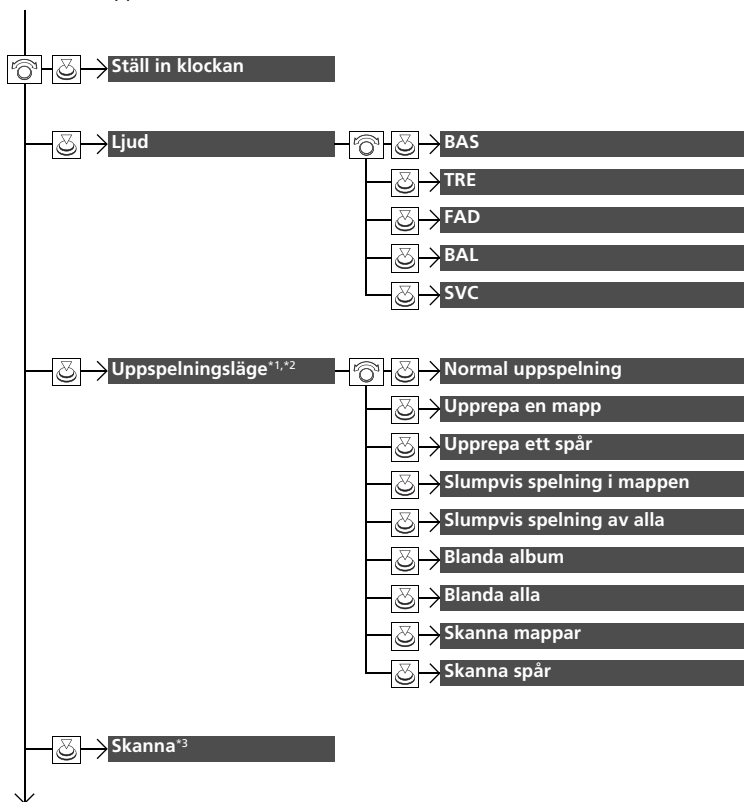 Ställ in klockan
Ljud
BAS
TRE
FAD
BAL
SVC
Uppspelningsläge*1,*2
Normal uppspelning
Upprepa en mapp
Upprepa ett spår
Slumpvis spelning i mappen
Slumpvis spelning av alla
Blanda album
Blanda alla
Skanna mappar
Skanna spår
Skanna*3